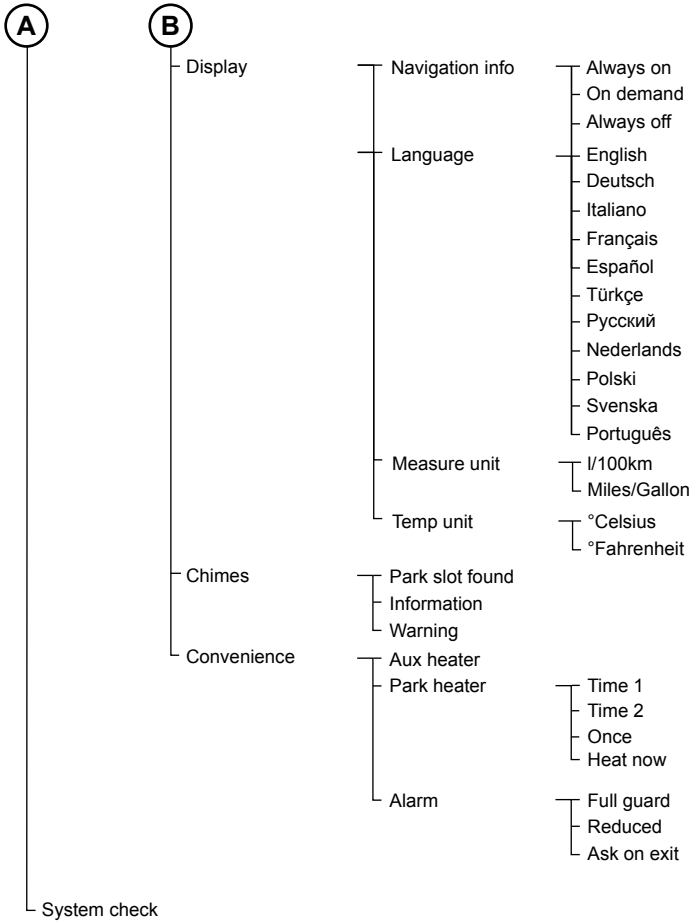 A B
Display Navigation info Always on
On demand
Always off
Language English
Deutsch
Italiano
Français
Español
Türkçe
Русский
Nederlands
Polski
Svenska
Português
Measure unit l/100km
Miles/Gallon
Temp unit °Celsius
°Fahrenheit
Chimes Park slot found
Information
Warning
Convenience Aux heater
Park heater Time 1
Time 2
Once
Heat now
Alarm Full guard
Reduced
Ask on exit
System check